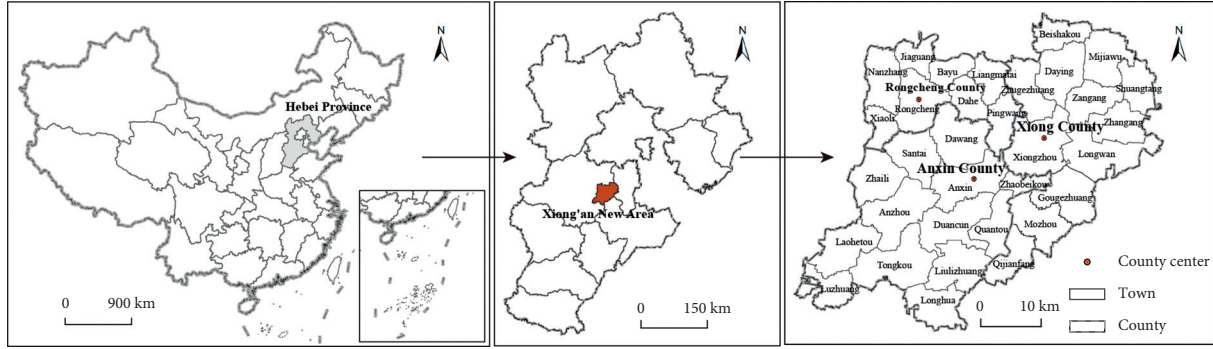 N
Hebei Province
0 900 km
N
Xiong'an New Area
0 150 km
N
Beishakou
Jiaguang
Mijiawu
Nanzhang
Bayu
Liangmatai
Daying
Rongcheng County
Zhugezhuang
Shuangtang
Dahe
Zangang
Rongcheng
Pingwang
Zhangang
Xiaoli
Xiong County
Dawang
Santai
Xiongzhou
Longwan
Anxin County
Zhaili
Anxin
Zhaobeikou
Gougezhuang
Anzhou
Duancun
Quantou
Mozhou
Laohetou
Qijianfang
County center
Tongkou
Liulizhuang
Luzhuang
Town
Longhua
0 10 km
County